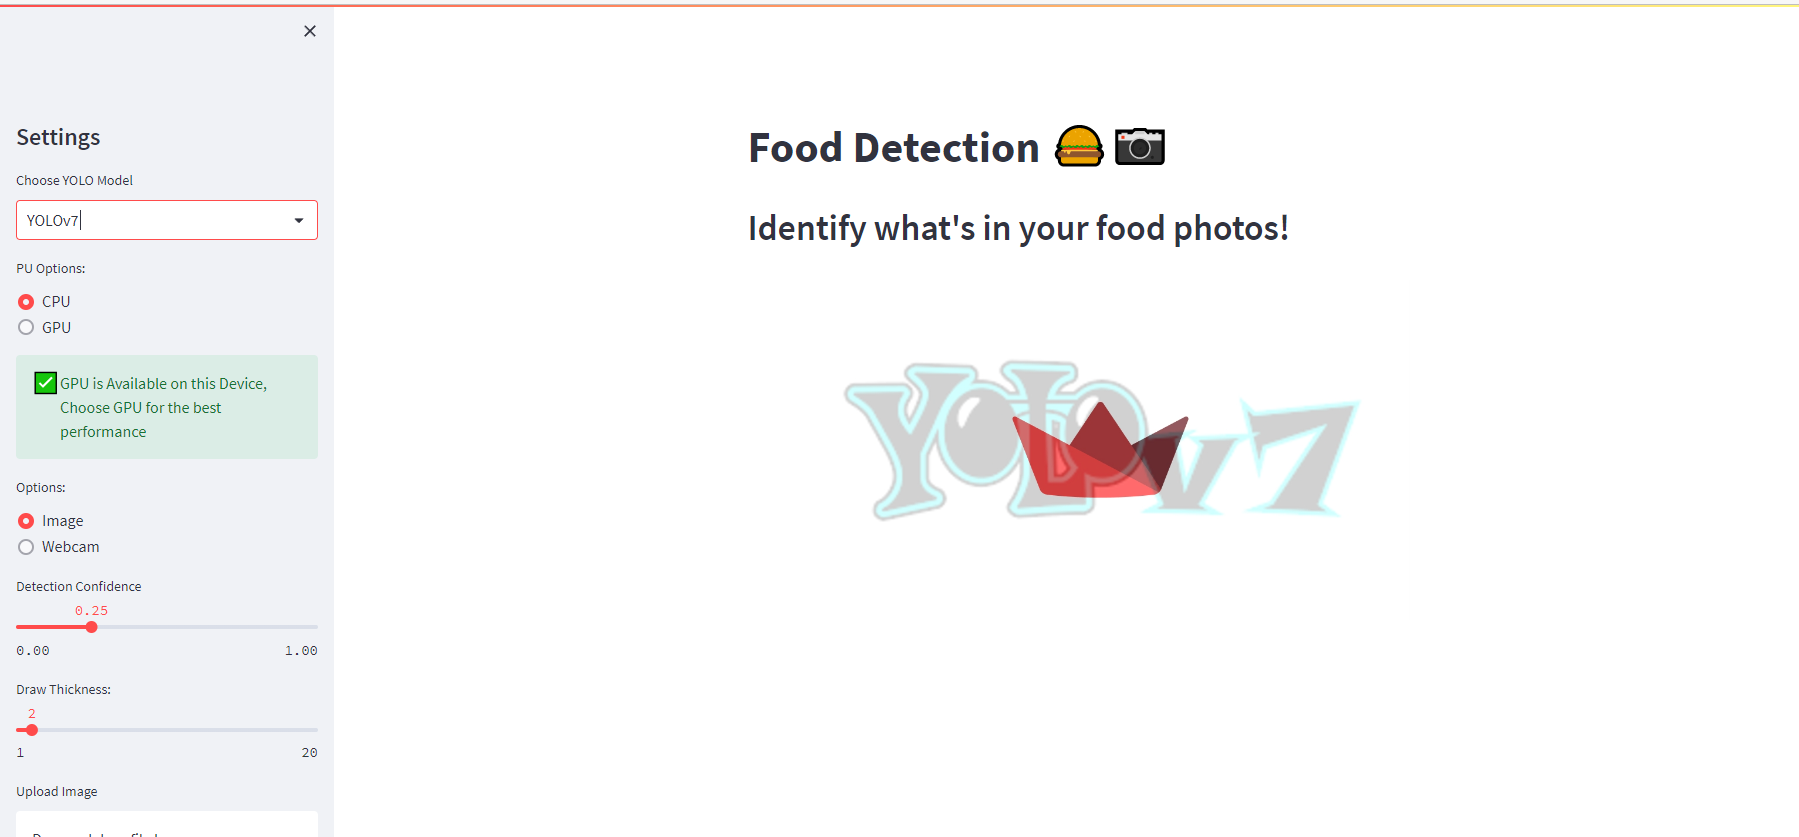 Settings
Choose YOLO Model
YOLOv7
PU Options:
CPU
GPU
GPU is Available on this Device,
Choose GPU for the best
performance
Options:
Image
Webcam
Detection Confidence
0.25
0.00 1.00
Draw Thickness:
2
1 20
Upload Image
Food Detection
Identify what's in your food photos!
YOLOv7